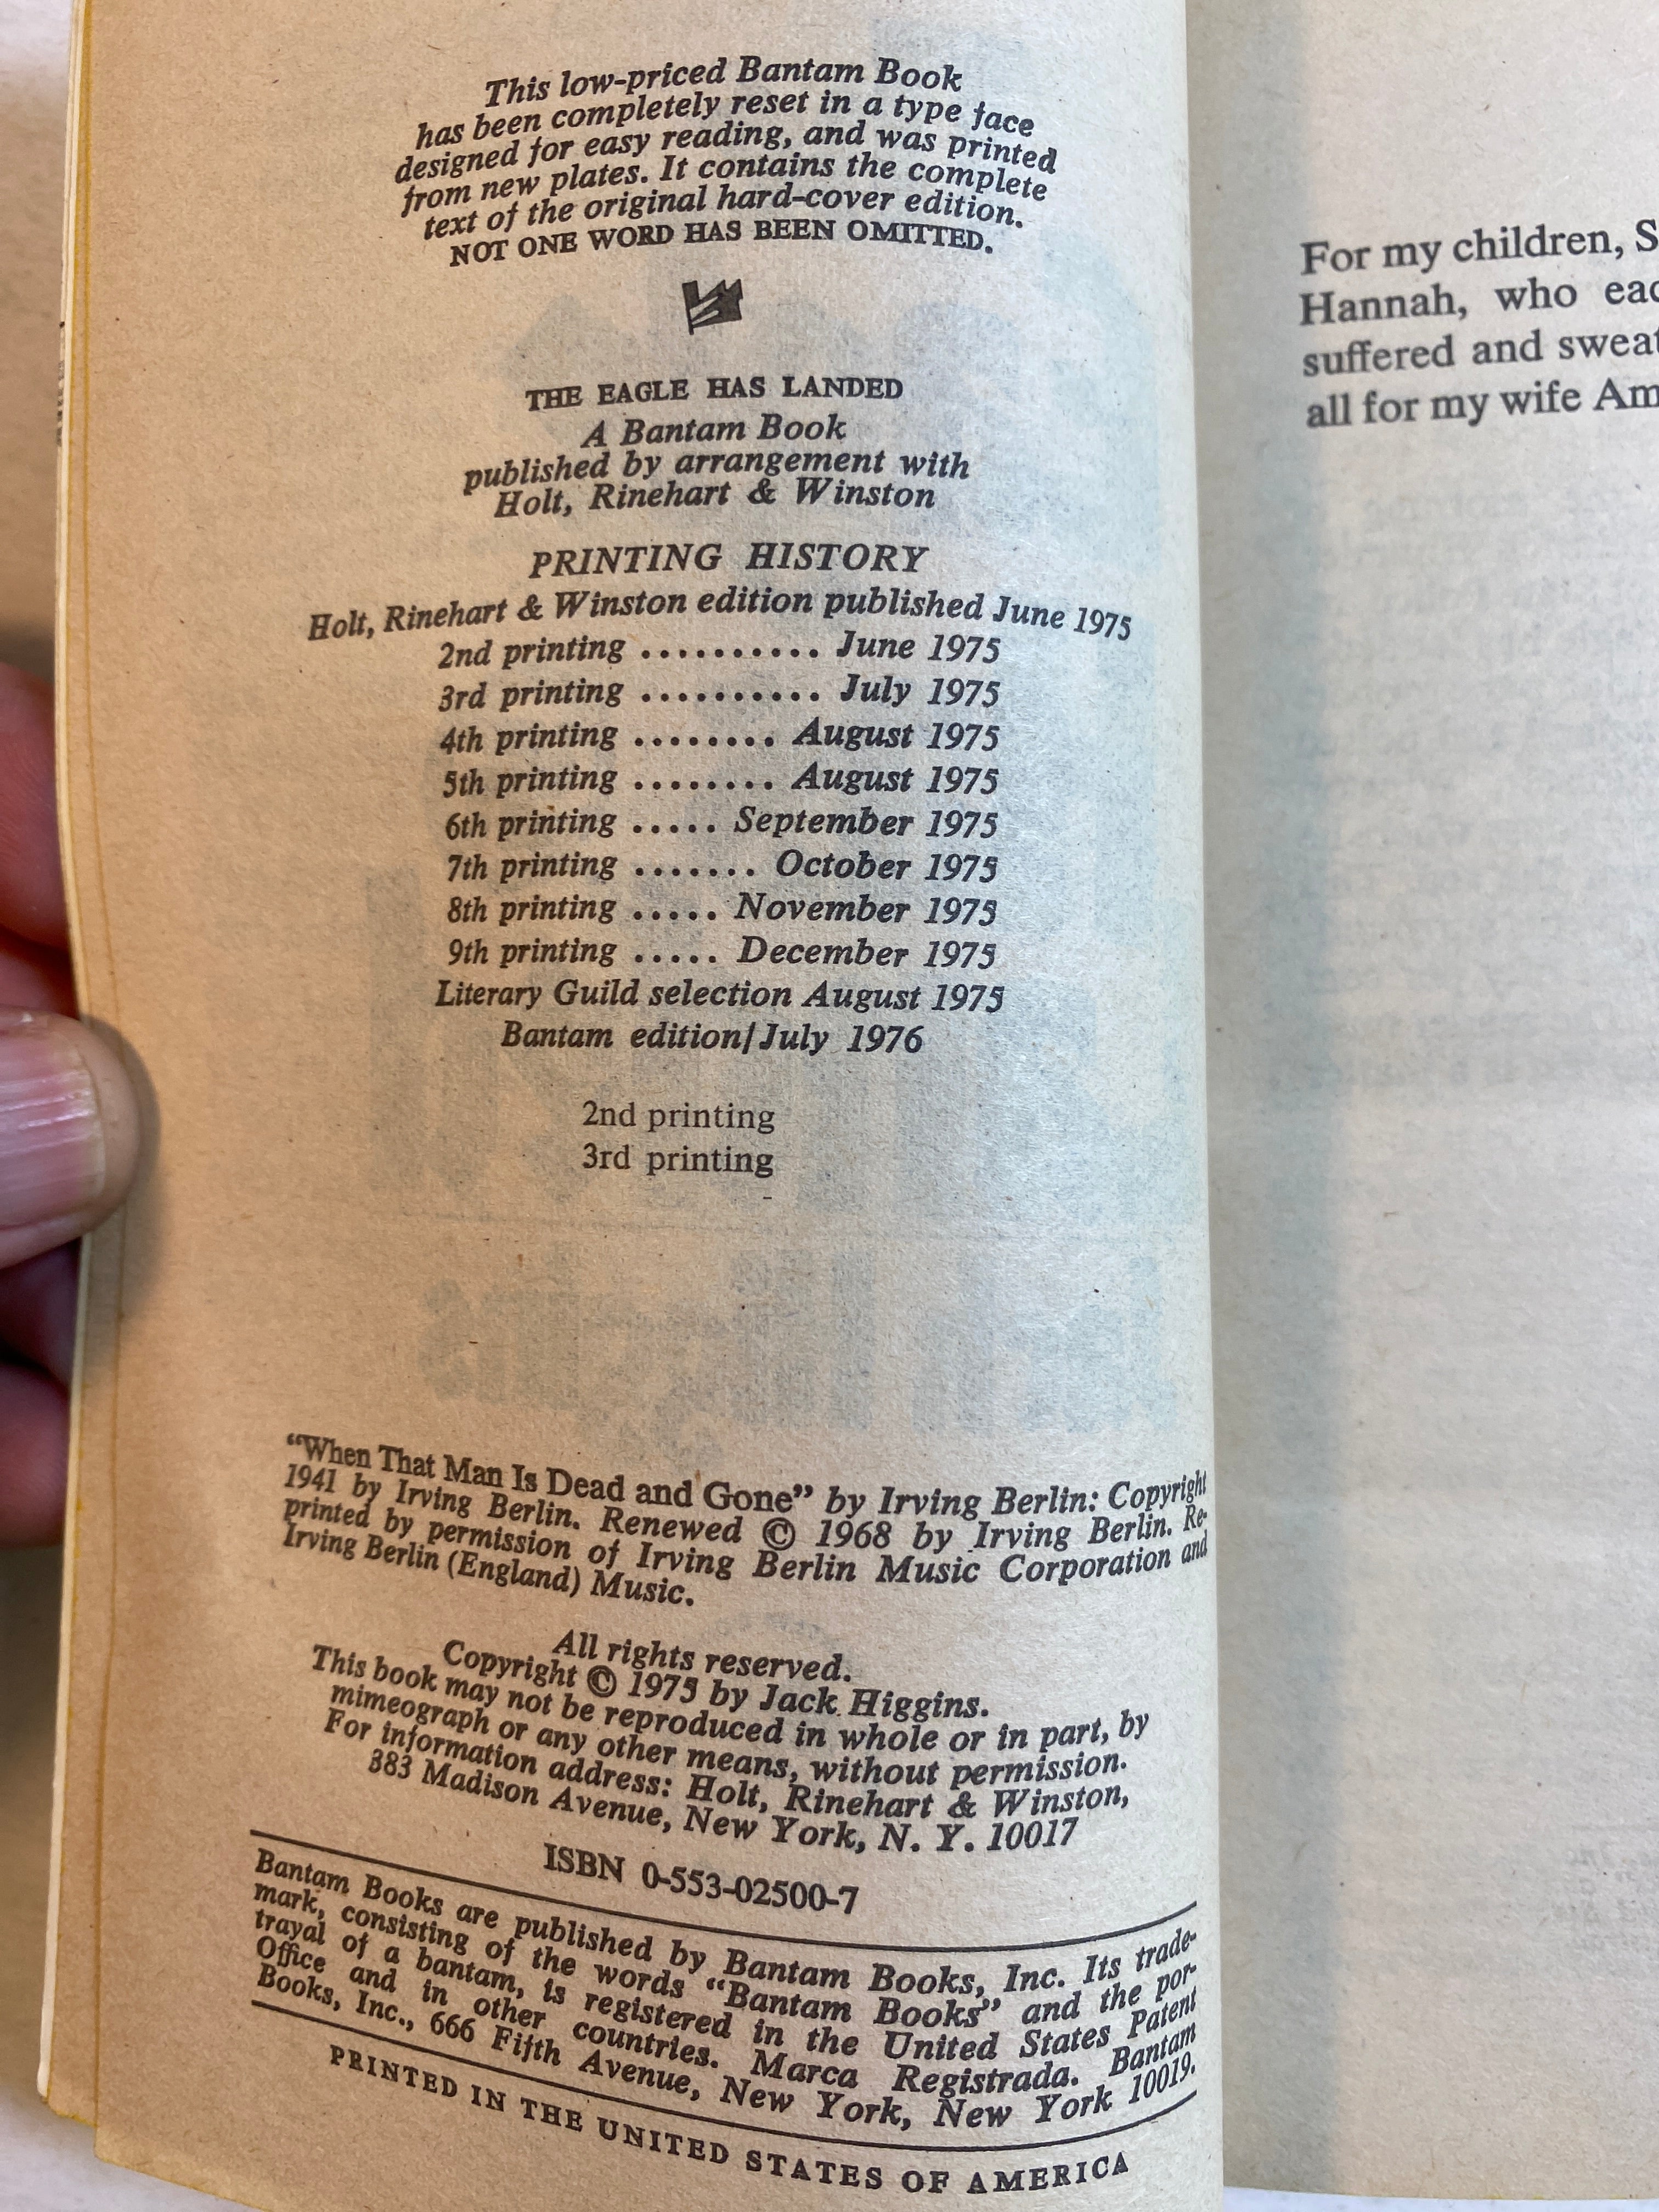 This low-priced Bantam Book
has been completely reset in a type face
designed for easy reading, and was printed
from new plates. It contains the complete
text of the original hard-cover edition.
NOT ONE WORD HAS BEEN OMITTED.
THE EAGLE HAS LANDED
A Bantam Book
published by arrangement with
Holt, Rinehart & Winston
PRINTING HISTORY
Holt, Rinehart & Winston edition published June 1975
2nd printing .......... June 1975
3rd printing .......... July 1975
4th printing ........ August 1975
5th printing ........ August 1975
6th printing ..... September 1975
7th printing ....... October 1975
8th printing ..... November 1975
9th printing ..... December 1975
Literary Guild selection August 1975
Bantam edition/July 1976
2nd printing
3rd printing
"When That Man Is Dead and Gone" by Irving Berlin: Copyright
1941 by Irving Berlin. Renewed © 1968 by Irving Berlin. Re-
printed by permission of Irving Berlin Music Corporation and
Irving Berlin (England) Music.
All rights reserved.
Copyright © 1975 by Jack Higgins.
This book may not be reproduced in whole or in part, by
mimeograph or any other means, without permission.
For information address: Holt, Rinehart & Winston,
383 Madison Avenue, New York, N. Y. 10017
ISBN 0-553-02500-7
Bantam Books are published by Bantam Books, Inc. Its trade-
mark, consisting of the words "Bantam Books" and the por-
trayal of a bantam, is registered in the United States Patent
Office and in other countries. Marca Registrada. Bantam
Books, Inc., 666 Fifth Avenue, New York, New York 10019.
PRINTED IN THE UNITED STATES OF AMERICA
For my children,
Hannah, who
suffered and
all for my wife